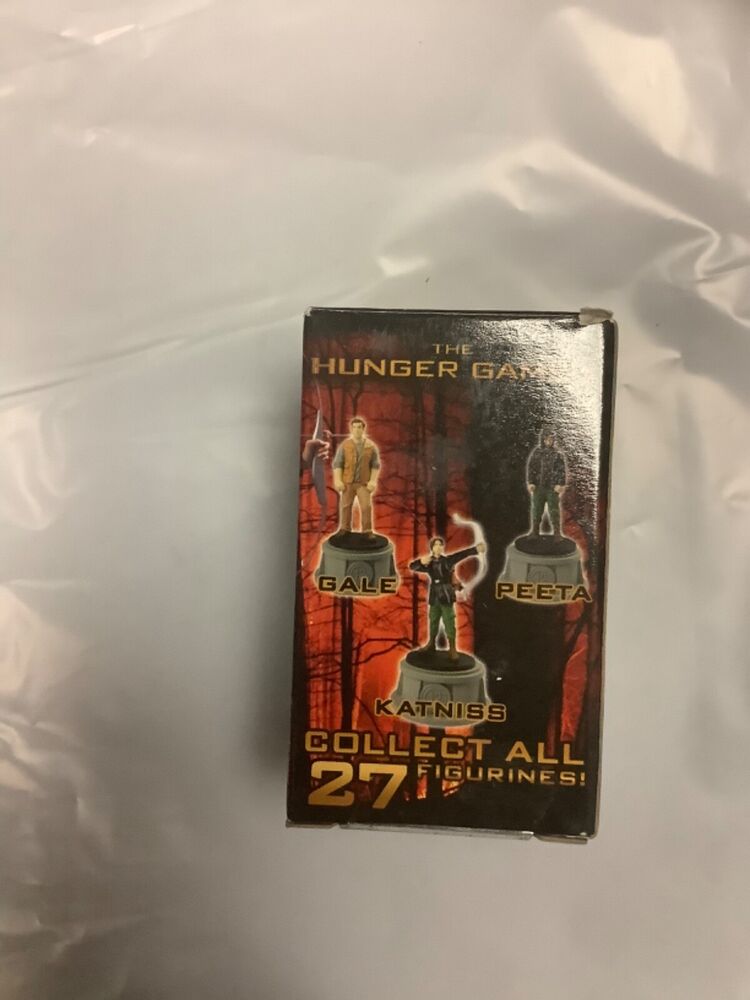 THE
HUNGER GAM
GALE
PEETA
KATNISS
COLLECT ALL
27 FIGURINES!